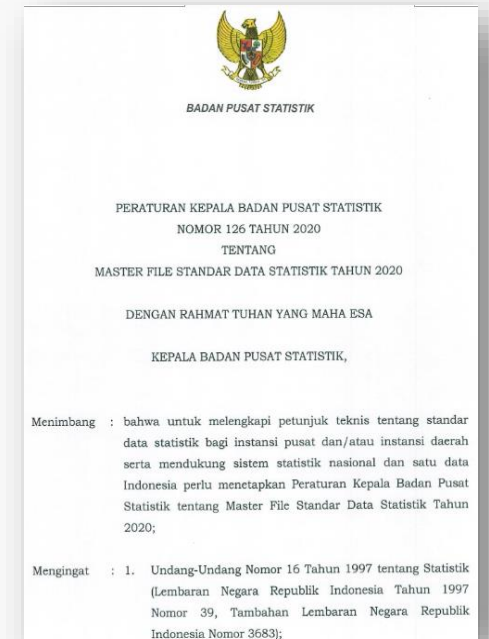 BADAN PUSAT STATISTIK
PERATURAN KEPALA BADAN PUSAT STATISTIK
NOMOR 126 TAHUN 2020
TENTANG
MASTER FILE STANDAR DATA STATISTIK TAHUN 2020
DENGAN RAHMAT TUHAN YANG MAHA ESA
KEPALA BADAN PUSAT STATISTIK,
Menimbang : bahwa untuk melengkapi petunjuk teknis tentang standar
data statistik bagi instansi pusat dan/atau instansi daerah
serta mendukung sistem statistik nasional dan satu data
Indonesia perlu menetapkan Peraturan Kepala Badan Pusat
Statistik tentang Master File Standar Data Statistik Tahun
2020;
Mengingat : 1. Undang-Undang Nomor 16 Tahun 1997 tentang Statistik
(Lembaran Negara Republik Indonesia Tahun 1997
Nomor 39, Tambahan Lembaran Negara Republik
Indonesia Nomor 3683);